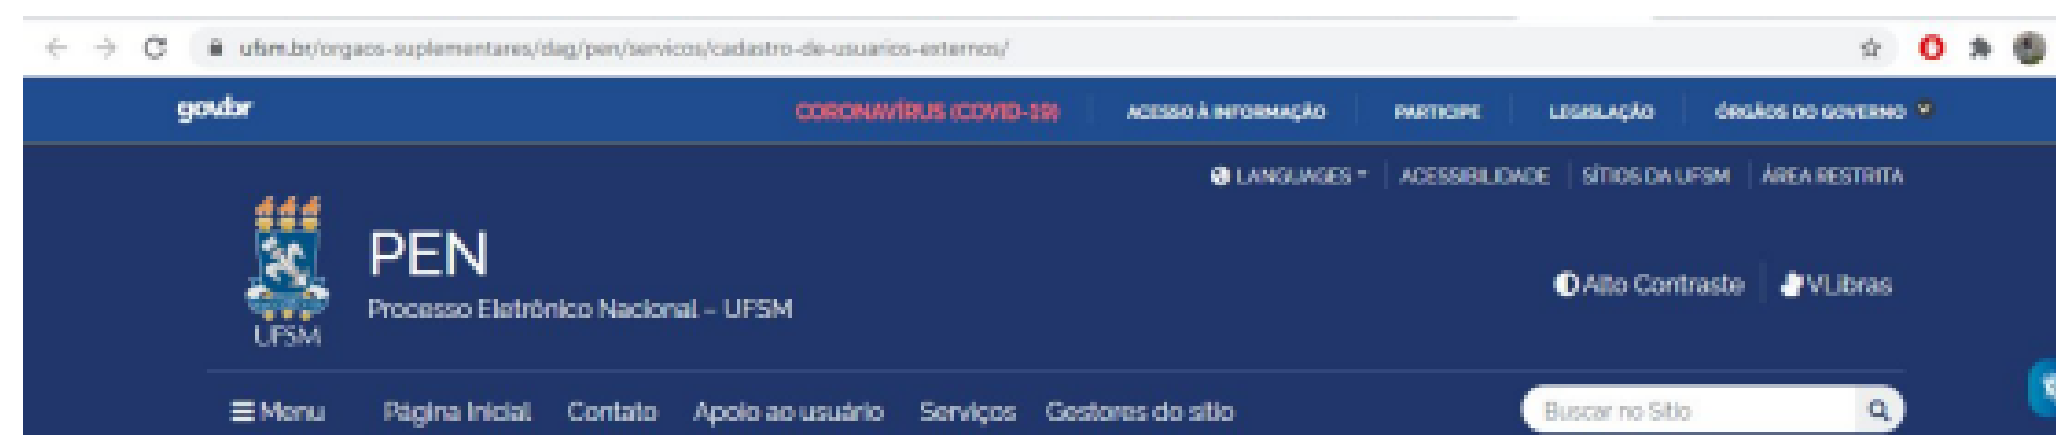 ufsm.br/orgaos-suplementares/dag/pen/servicos/cadastro-de-usuarios-externos/
govbr CORONAVÍRUS (COVID-19) ACESSO À INFORMAÇÃO PARTICIPE LEGISLAÇÃO ÓRGÃOS DO GOVERNO
LANGUAGES ACESSIBILIDADE SÍTIOS DA UFSM ÁREA RESTRITA
PEN
Alto Contraste VLibras
Processo Eletrônico Nacional – UFSM
UFSM
Menu Página Inicial Contato Apoio ao usuário Serviços Gestores do sítio Buscar no Sítio